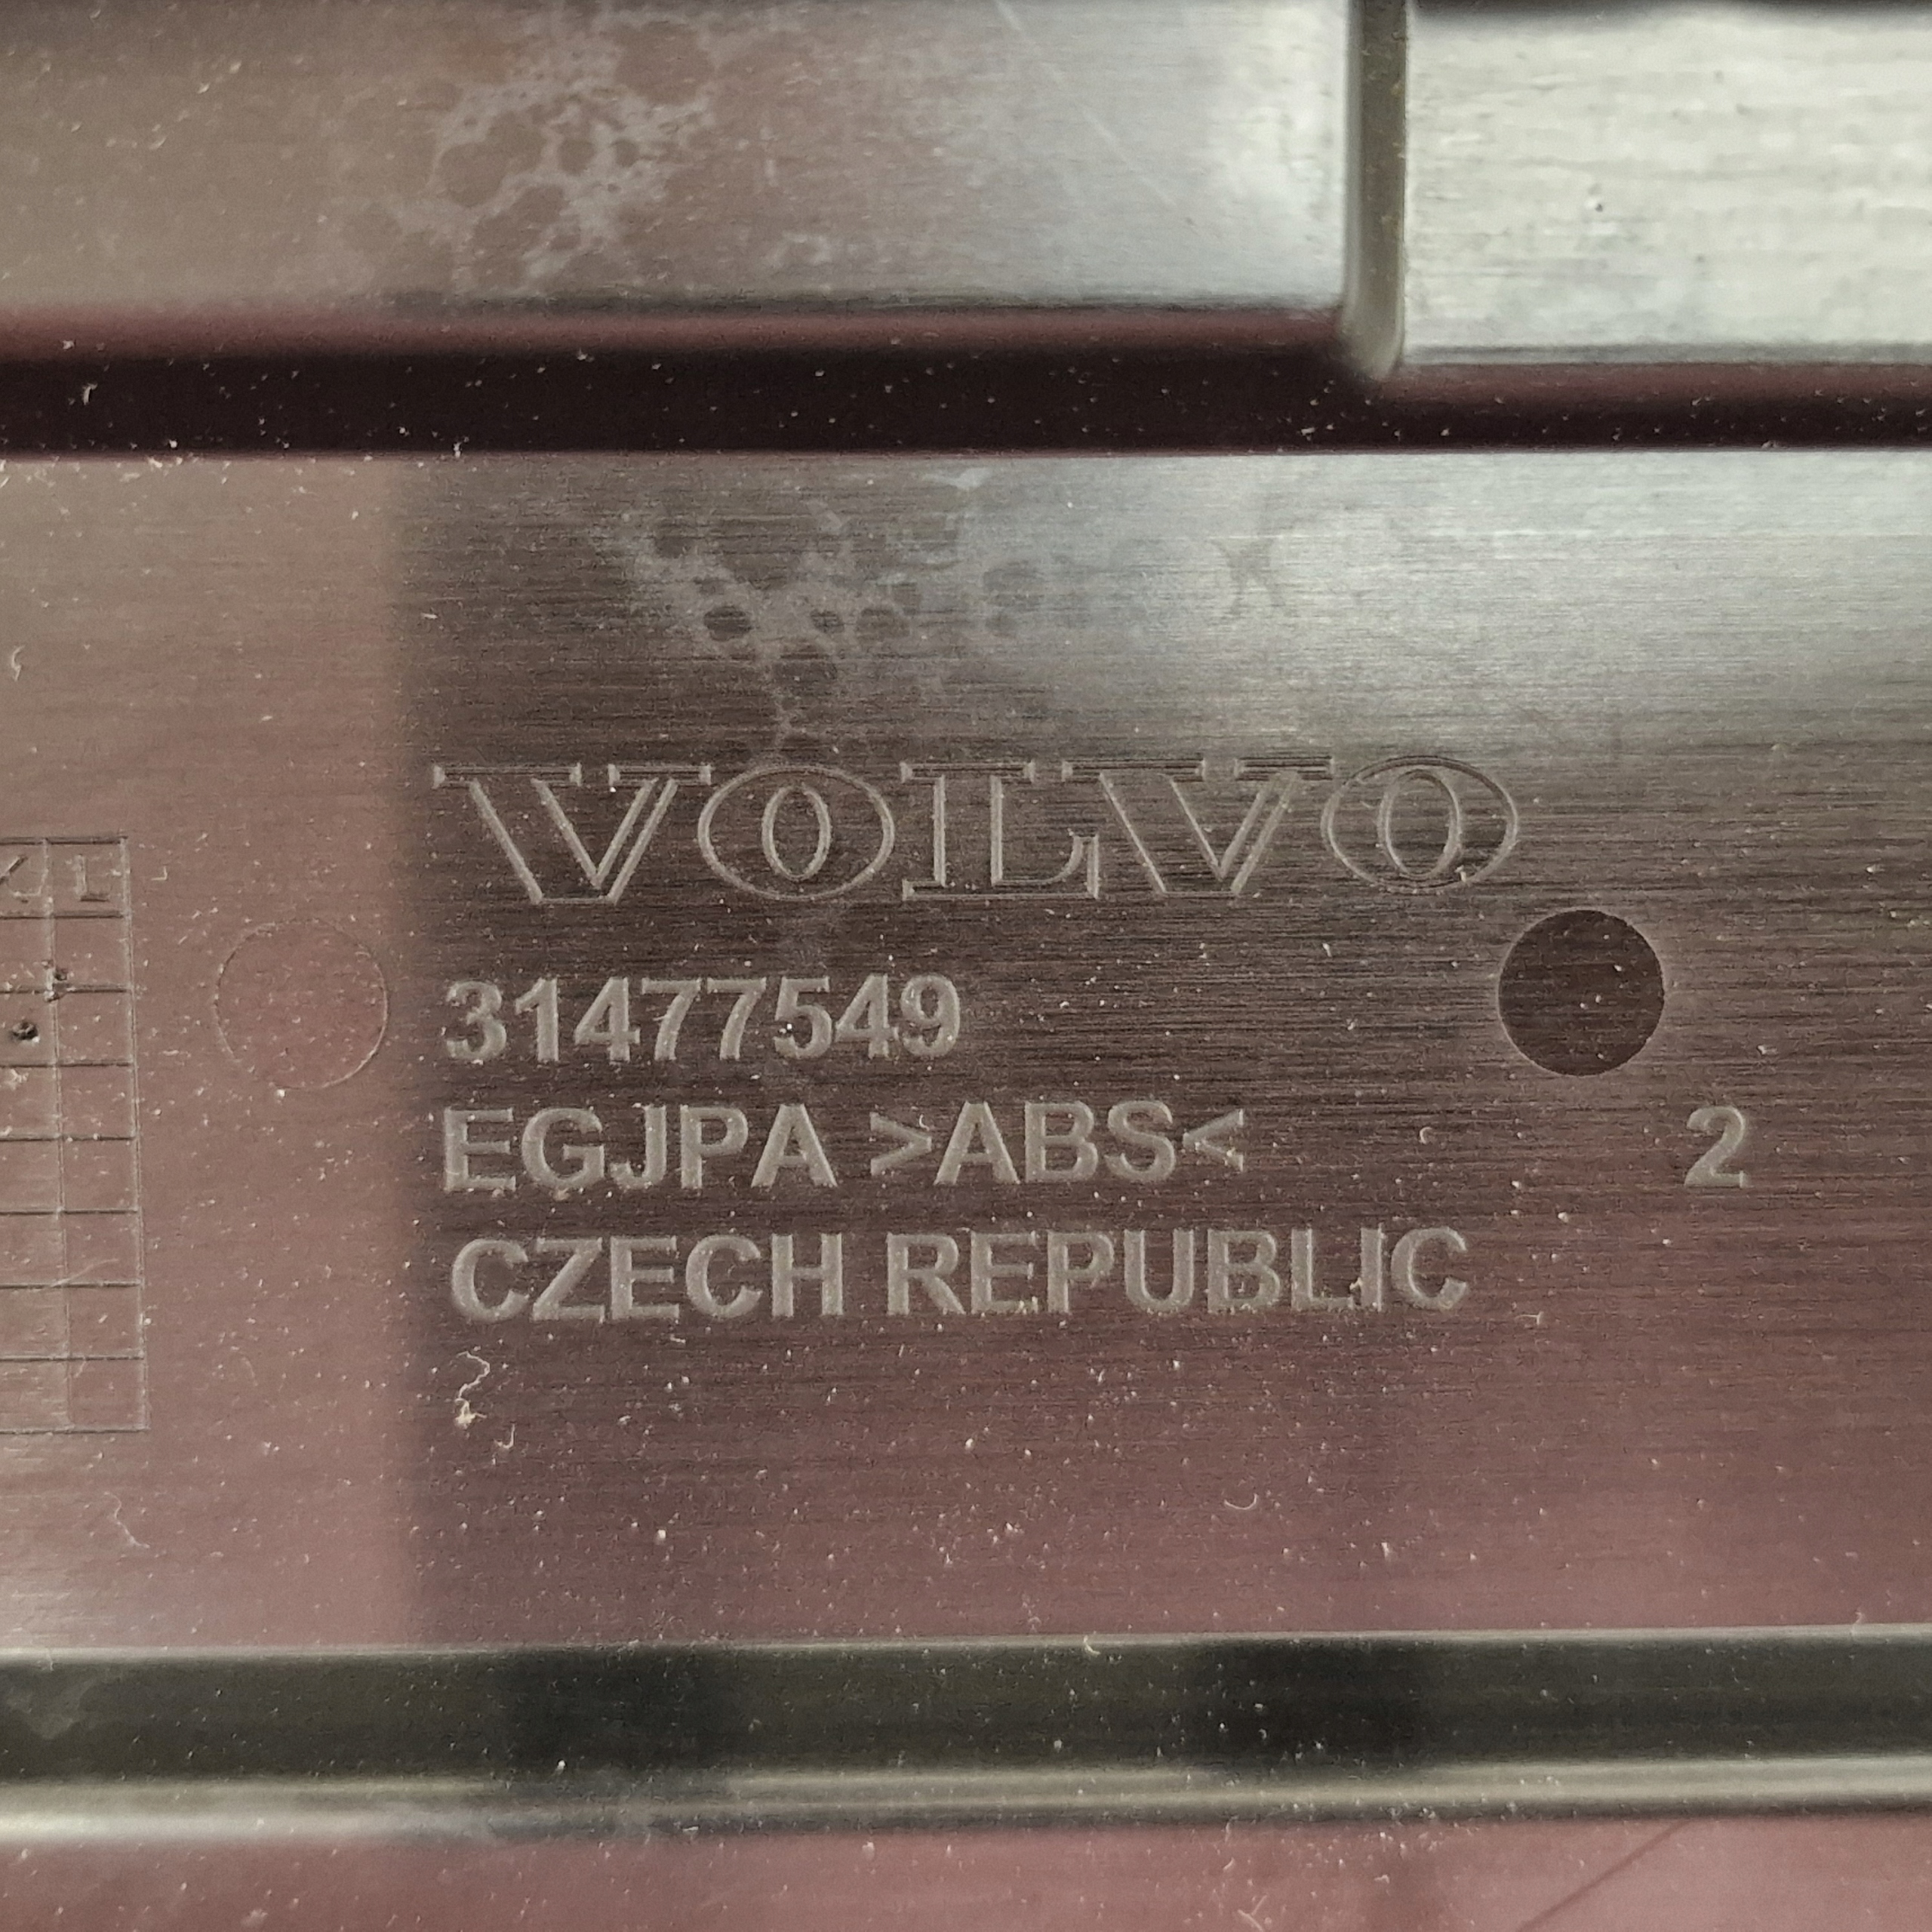 VOLVO
31477549
EGJPA >ABS< 2
CZECH REPUBLIC